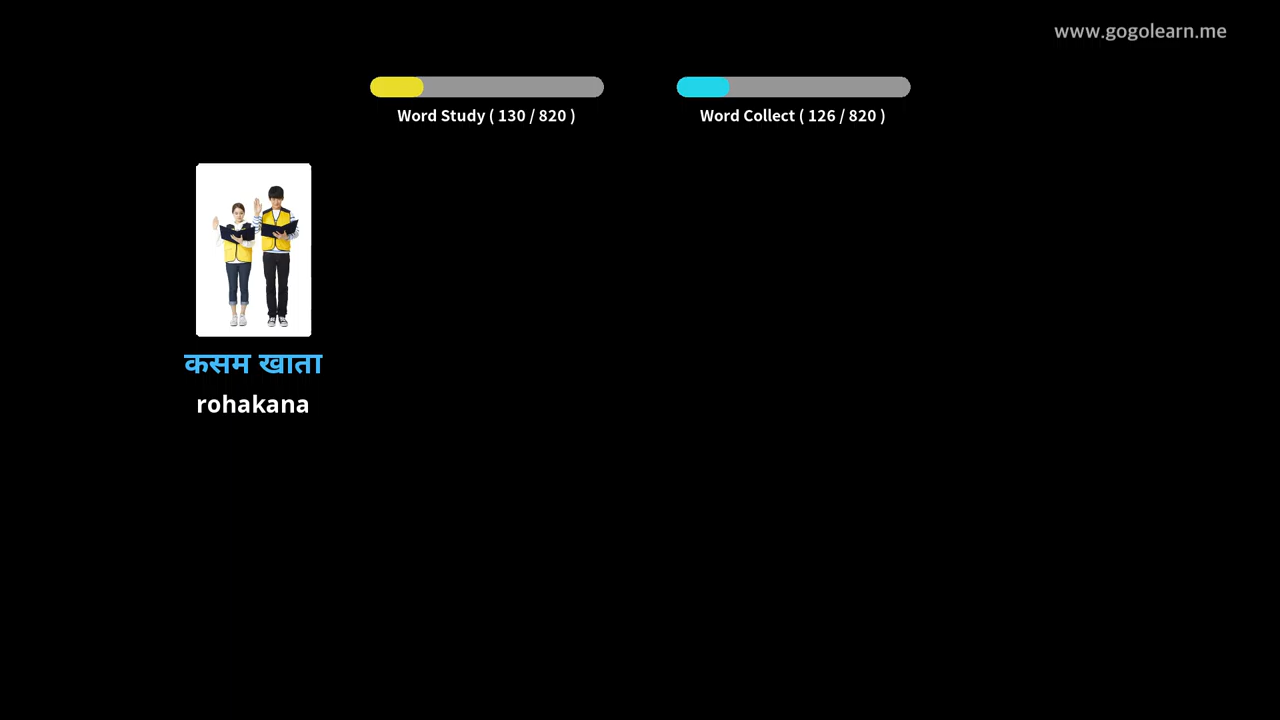 www.gogolearn.me
Word Study ( 130 / 820 )
Word Collect ( 126 / 820 )
कसम खाता
rohakana